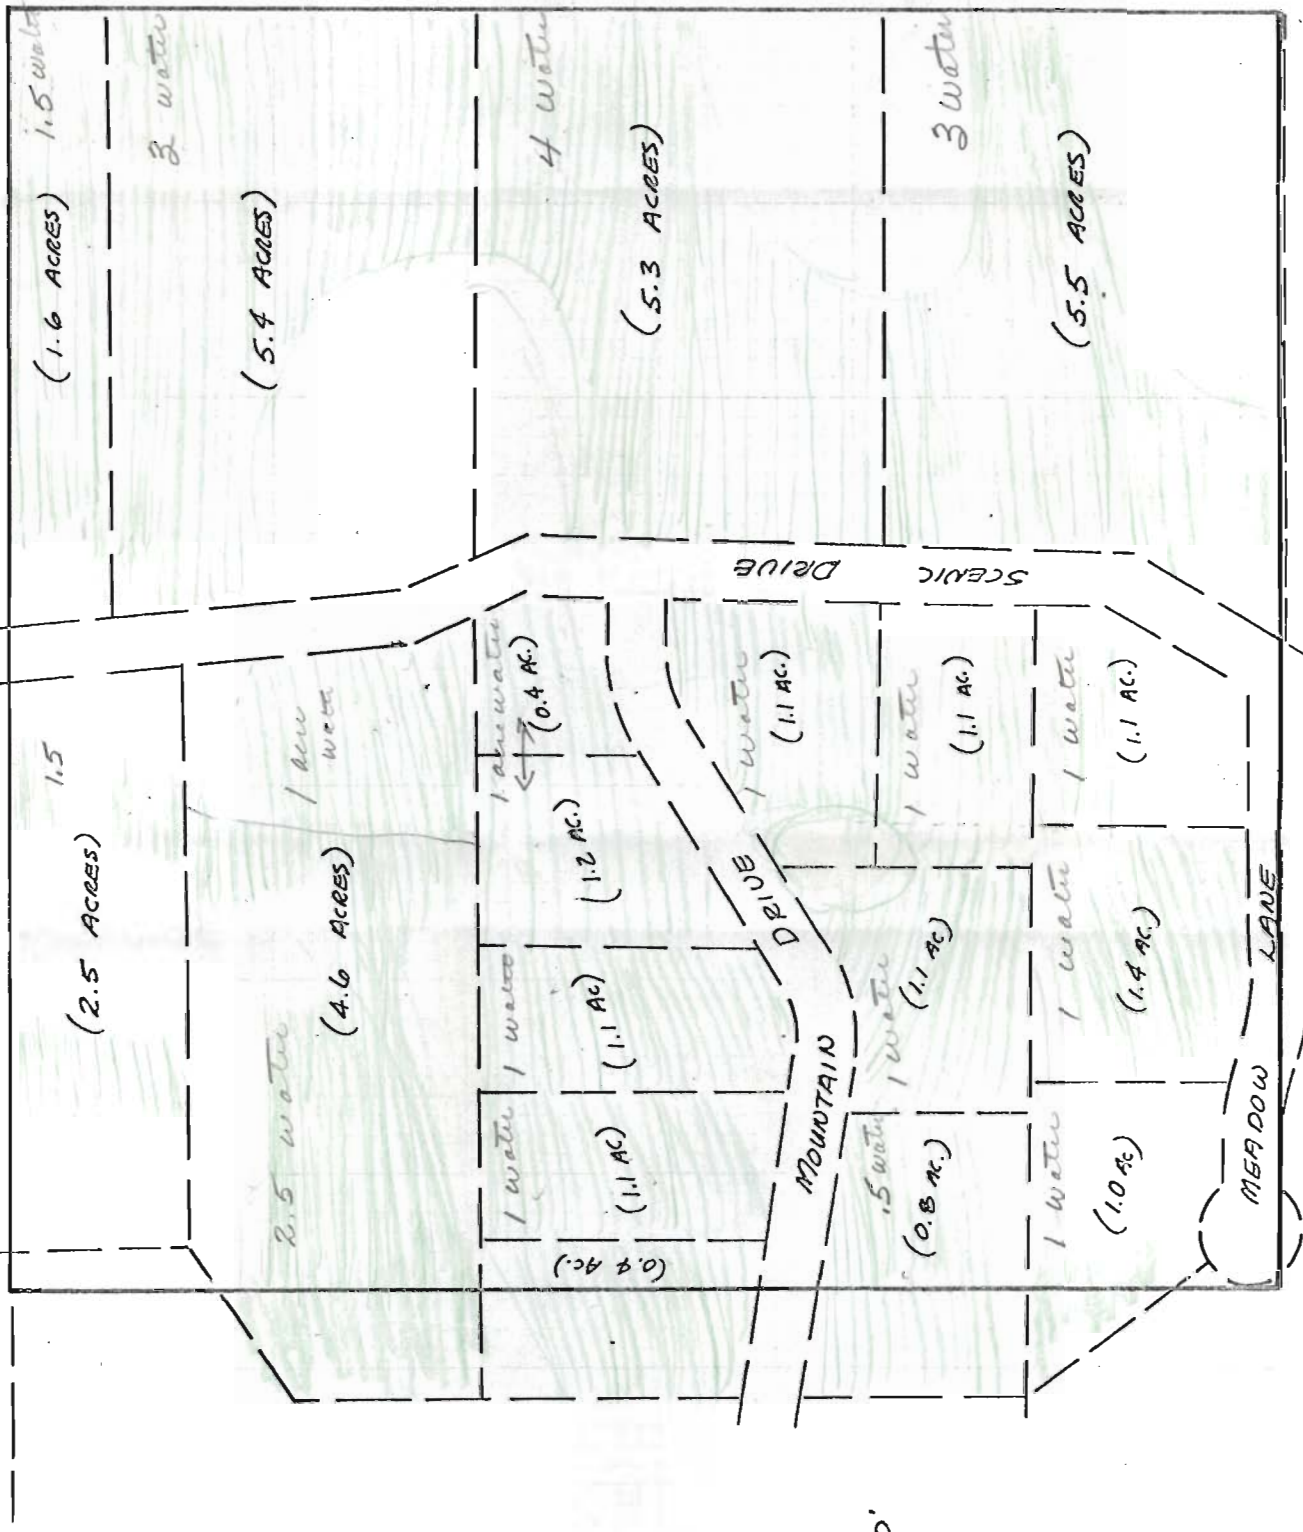 1.5 wate
(1.6 ACRES)
3 water
(5.4 ACRES)
4 water
(5.3 ACRES)
3 water
(5.5 ACRES)
SCENIC DRIVE
1.5
(2.5 ACRES)
1 acre
water
2.5 water
(4.6 ACRES)
1 acre water
(0.4 AC.)
(1.2 AC.)
1 water
(1.1 AC)
1 water
(1.1 AC)
(0.4 AC.)
MOUNTAIN DRIVE
1 water
(1.1 AC.)
1 water
(1.1 AC.)
1 water
(1.1 AC)
.5 water
(0.8 AC.)
1 water
(1.1 AC.)
1 water
(1.4 AC.)
1 water
(1.0 AC)
MEADOW LANE